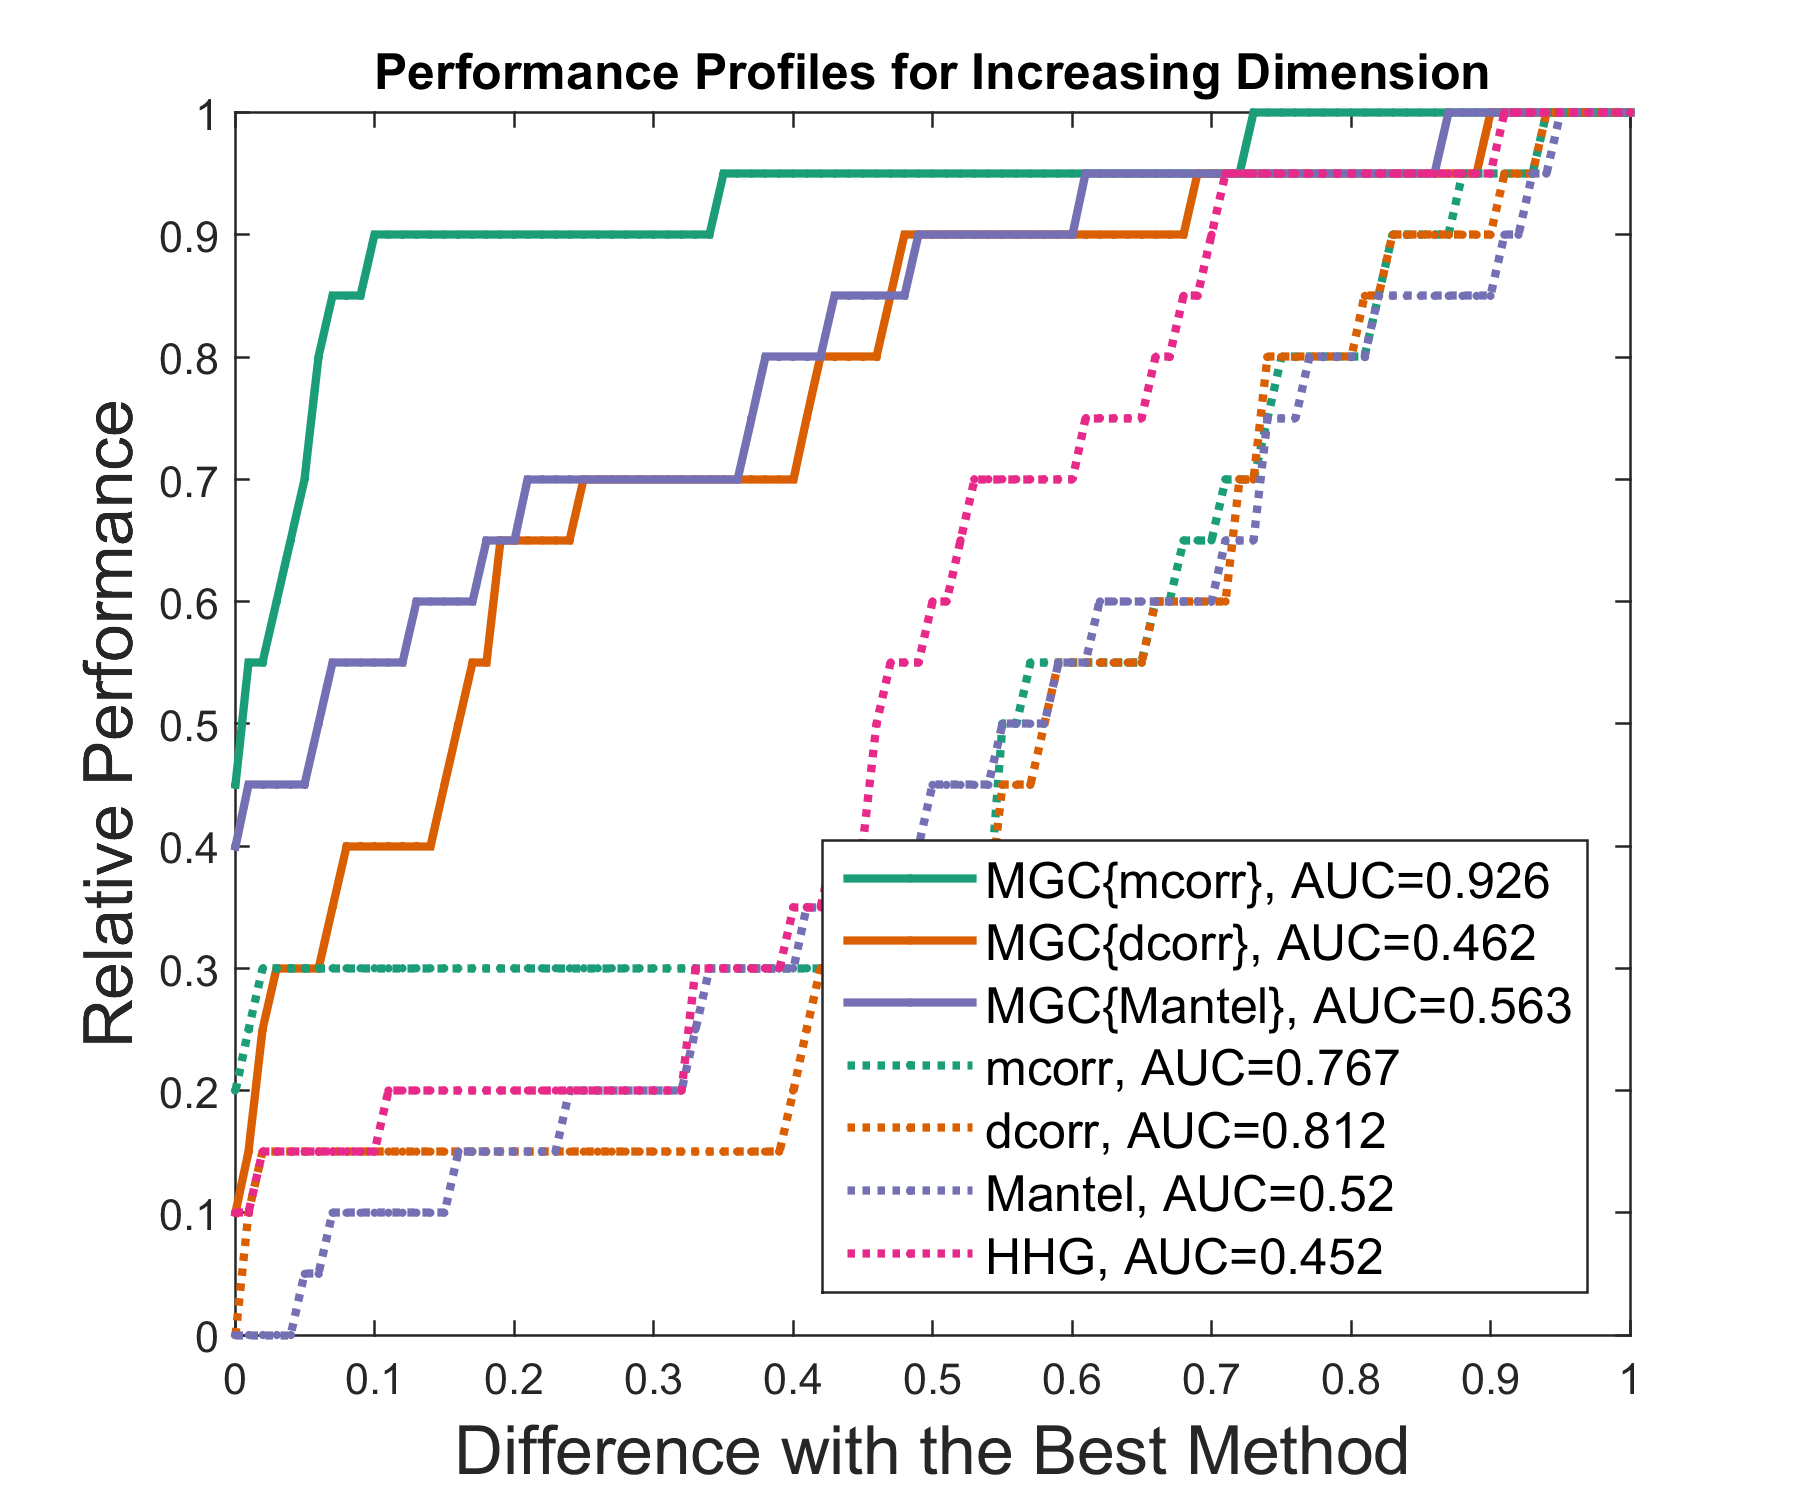 Performance Profiles for Increasing Dimension
1
0.9
0.8
0.7
0.6
0.5
0.4
0.3
0.2
0.1
0
Relative Performance
MGC{mcorr}, AUC=0.926
MGC{dcorr}, AUC=0.462
MGC{Mantel}, AUC=0.563
mcorr, AUC=0.767
dcorr, AUC=0.812
Mantel, AUC=0.52
HHG, AUC=0.452
0 0.1 0.2 0.3 0.4 0.5 0.6 0.7 0.8 0.9 1
Difference with the Best Method